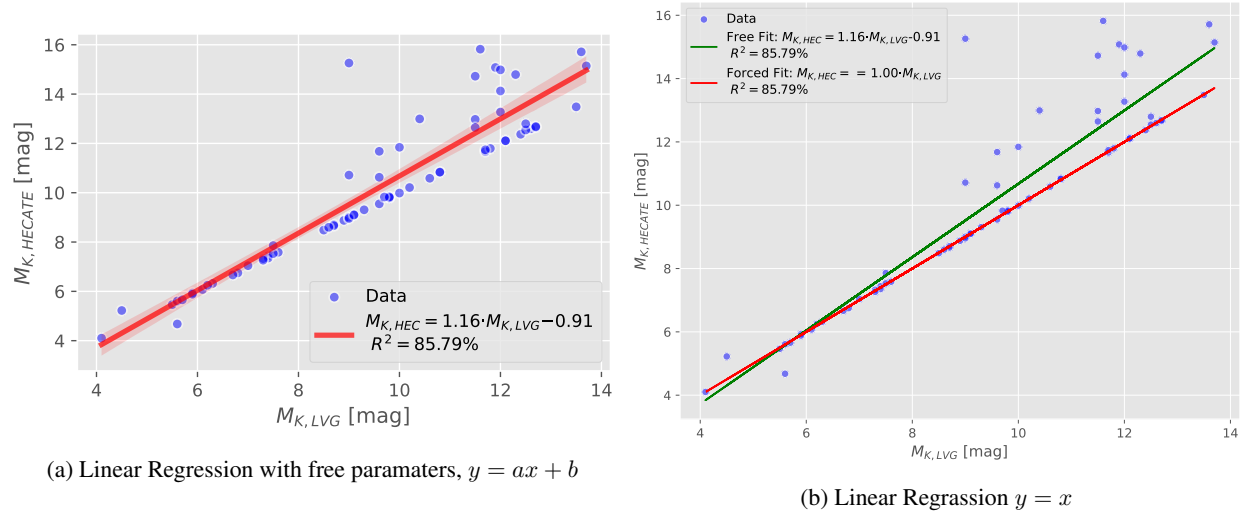 16
14
12
10
8
6
4
M_{K, HECATE} [mag]
Data
M_{K, HEC} = 1.16·M_{K, LVG}−0.91
R² = 85.79%
4 6 8 10 12 14
M_{K, LVG} [mag]
(a) Linear Regression with free paramaters, y = ax + b
16
14
12
10
8
6
4
M_{K, HECATE} [mag]
Data
Free Fit: M_{K, HEC}=1.16·M_{K, LVG}-0.91
R² = 85.79%
Forced Fit: M_{K, HEC}= = 1.00·M_{K, LVG}
R² = 85.79%
4 6 8 10 12 14
M_{K, LVG} [mag]
(b) Linear Regrassion y = x